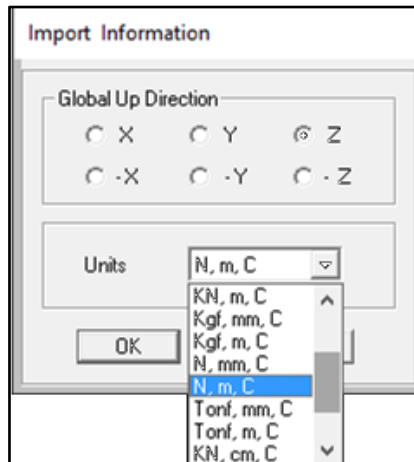 Import Information
Global Up Direction
X Y Z
-X -Y - Z
Units N, m, C
KN, m, C
Kgf, mm, C
Kgf, m, C
OK
N, mm, C
N, m, C
Tonf, mm, C
Tonf, m, C
KN, cm, C